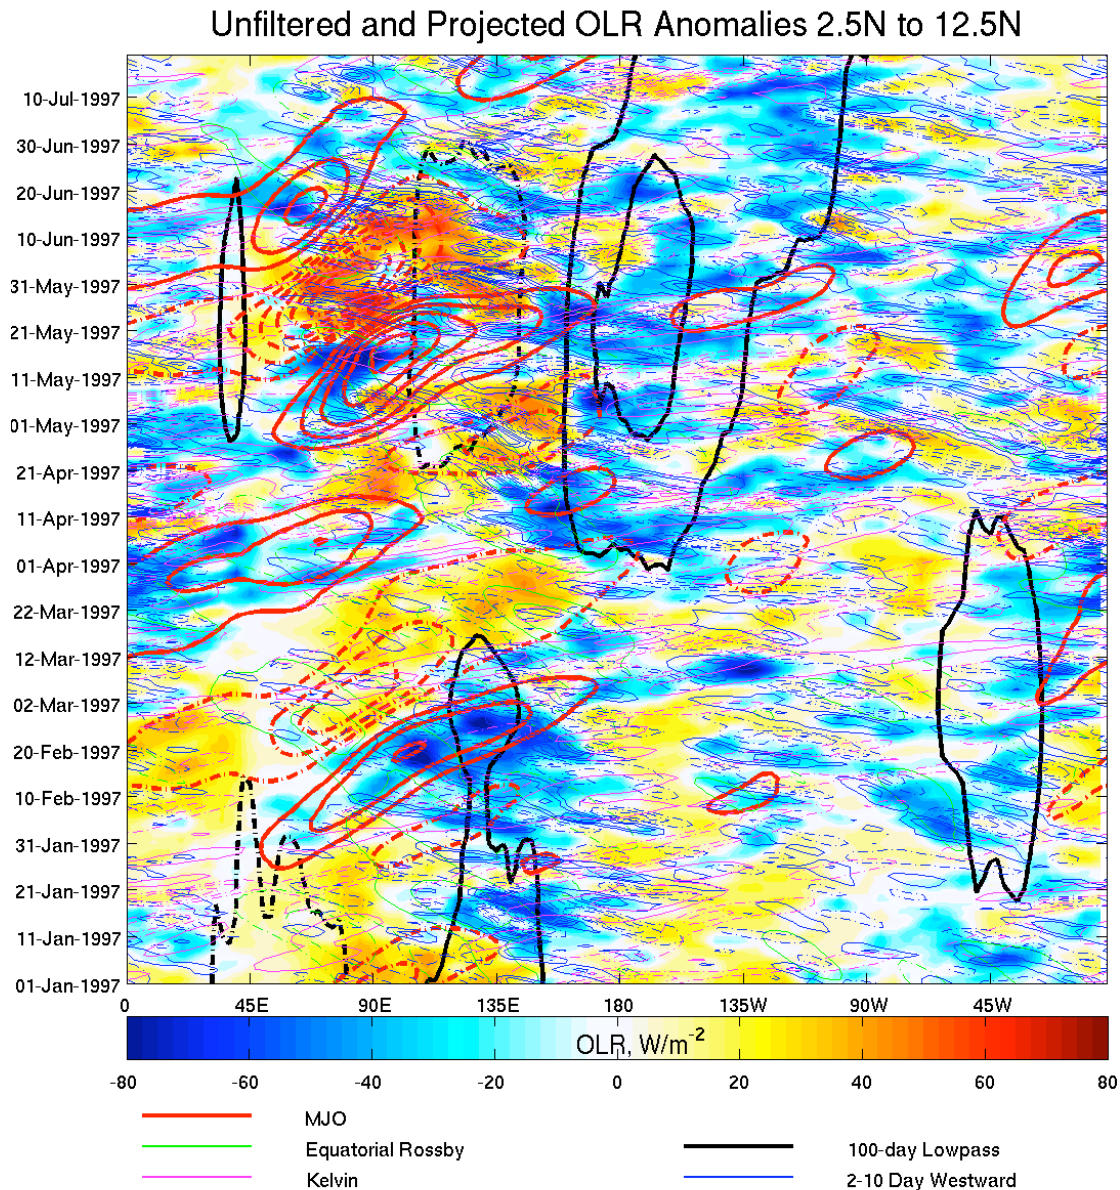 Unfiltered and Projected OLR Anomalies 2.5N to 12.5N
10-Jul-1997
30-Jun-1997
20-Jun-1997
10-Jun-1997
31-May-1997
21-May-1997
11-May-1997
01-May-1997
21-Apr-1997
11-Apr-1997
01-Apr-1997
22-Mar-1997
12-Mar-1997
02-Mar-1997
20-Feb-1997
10-Feb-1997
31-Jan-1997
21-Jan-1997
11-Jan-1997
01-Jan-1997
0 45E 90E 135E 180 135W 90W 45W
OLR, W/m-2
-80 -60 -40 -20 0 20 40 60 80
MJO
Equatorial Rossby 100-day Lowpass
Kelvin 2-10 Day Westward